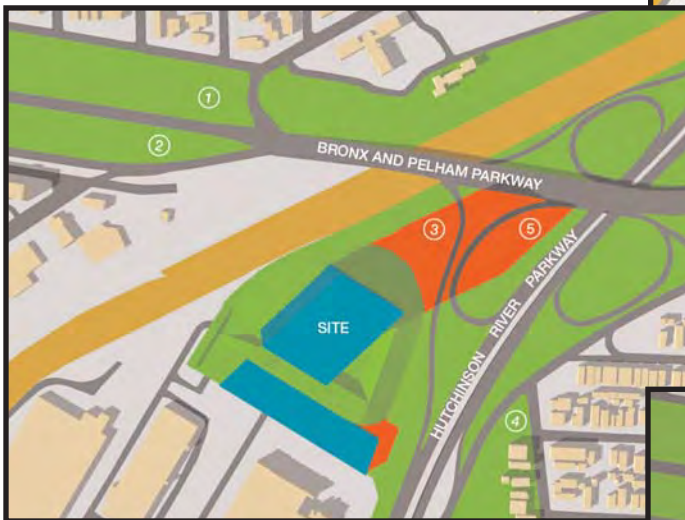 ①
②
BRONX AND PELHAM PARKWAY
③
⑤
SITE
HUTCHINSON RIVER PARKWAY
④